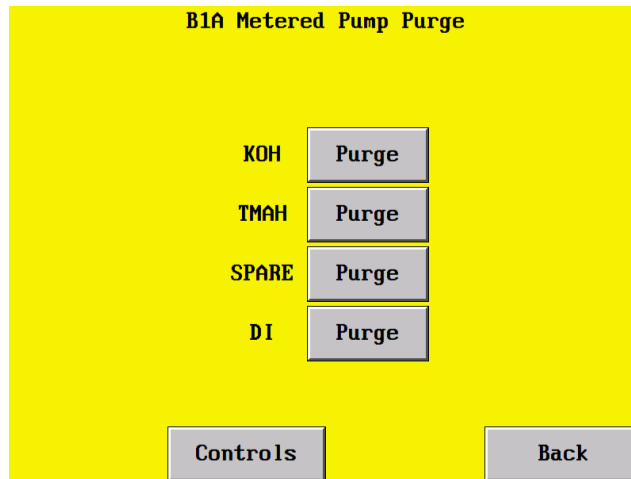 B1A Metered Pump Purge
KOH Purge
TMAH Purge
SPARE Purge
DI Purge
Controls Back